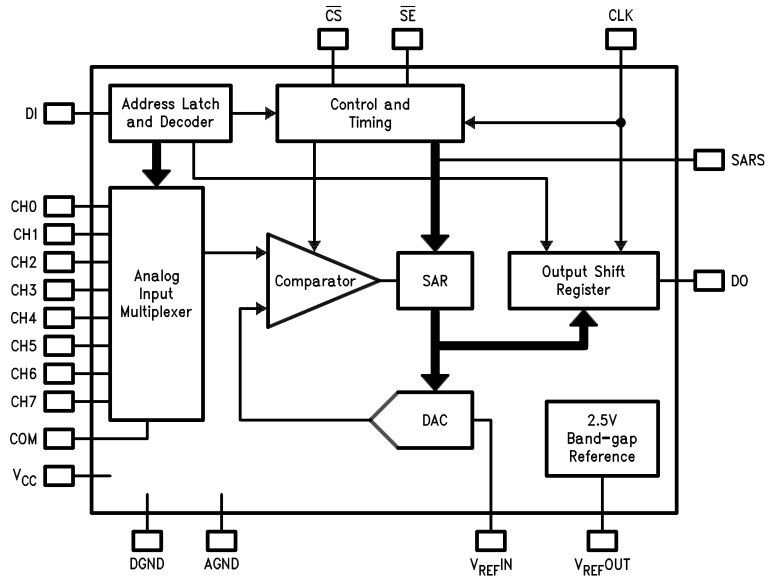 C̅S̅
S̅E̅
CLK
DI
Address Latch
and Decoder
Control and
Timing
SARS
CH0
CH1
CH2
CH3
CH4
CH5
CH6
CH7
COM
VCC
Analog
Input
Multiplexer
Comparator
SAR
Output Shift
Register
DO
DAC
2.5V
Band-gap
Reference
DGND
AGND
VREFIN
VREFOUT